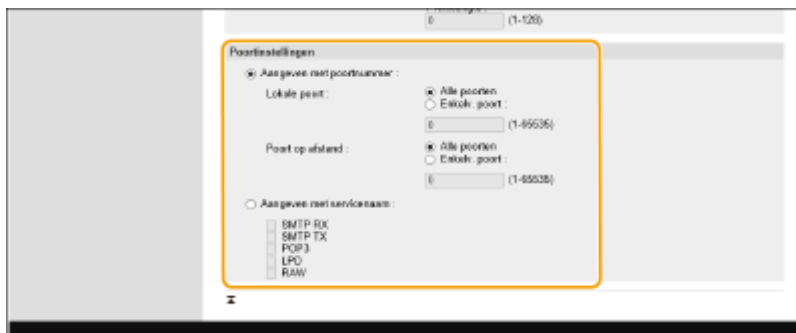 0 (1-128)
Poortinstellingen
Aangeven met poortnummer :
Lokale poort :
Alle poorten
Enkelv. poort :
0 (1-65535)
Poort op afstand :
Alle poorten
Enkelv. poort :
0 (1-65535)
Aangeven met servicenaam :
SMTP RX
SMTP TX
POP3
LPD
RAW